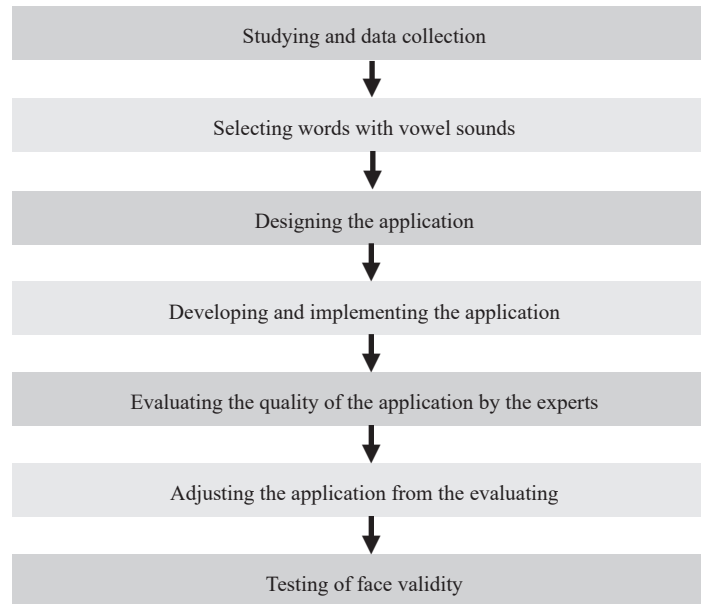 Studying and data collection
Selecting words with vowel sounds
Designing the application
Developing and implementing the application
Evaluating the quality of the application by the experts
Adjusting the application from the evaluating
Testing of face validity